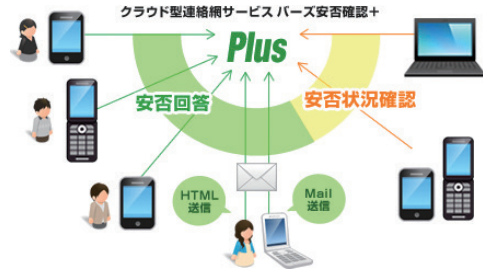 クラウド型連絡網サービス バーズ安否確認+
Plus
安否回答
安否状況確認
HTML
送信
Mail
送信